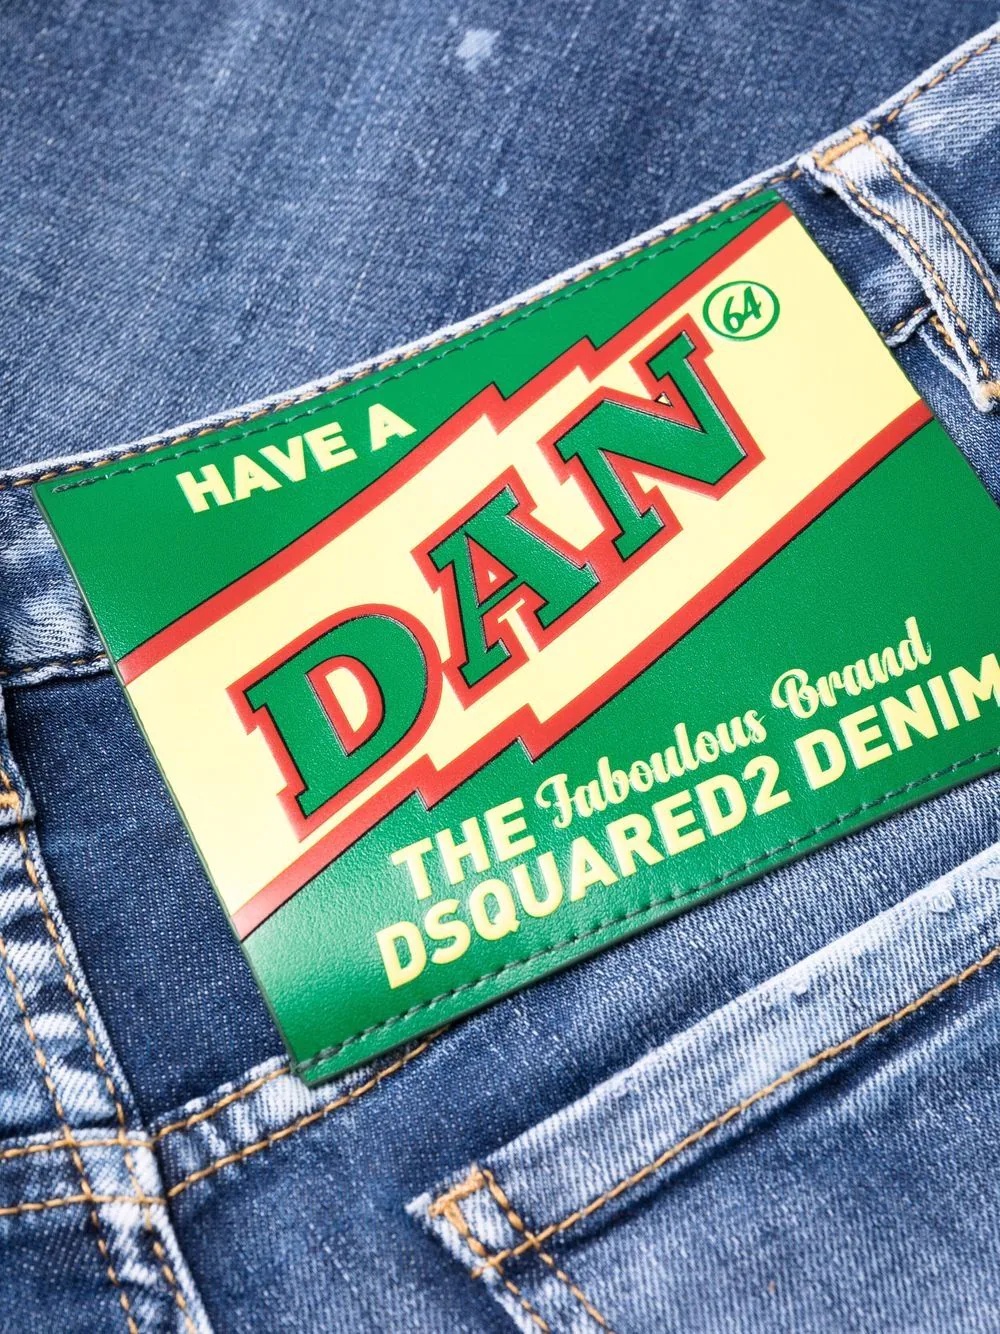 HAVE A
64
DAN
THE Faboulous Brand
DSQUARED2 DENIM